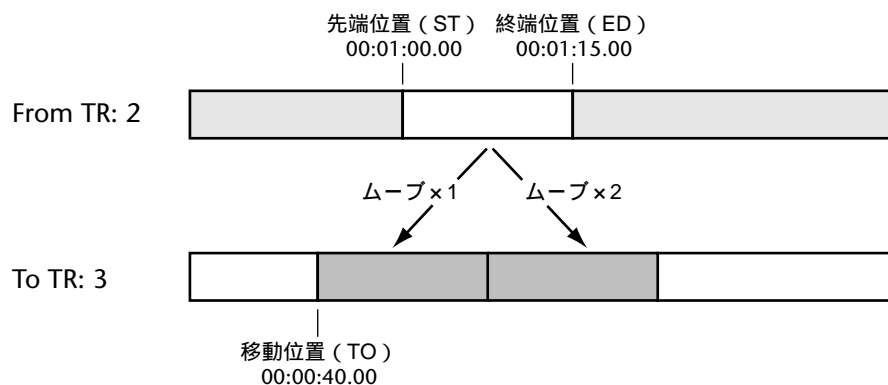 先端位置（ST） 終端位置（ED）
00:01:00.00 00:01:15.00
From TR: 2
ムーブ×1 ムーブ×2
To TR: 3
移動位置（TO）
00:00:40.00